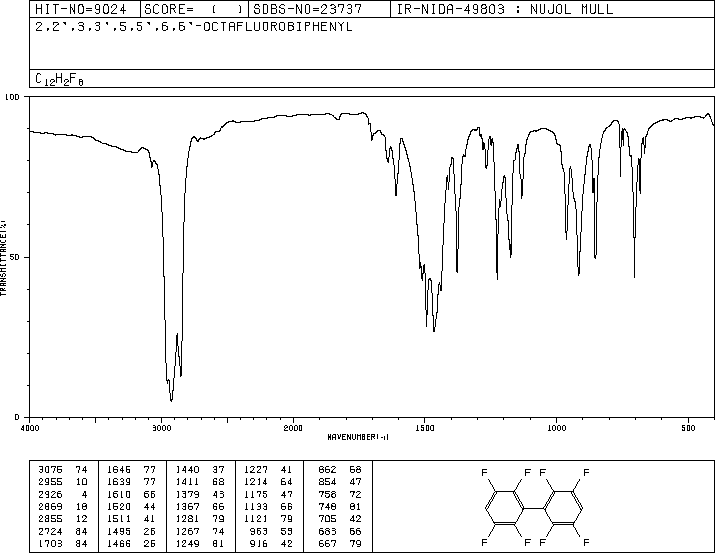 HIT-NO=9024 SCORE= ( ) SDBS-NO=23737 IR-NIDA-49803 : NUJOL MULL
2,2',3,3',5,5',6,6'-OCTAFLUOROBIPHENYL
C12H2F8
100
50
0
TRANSMITTANCE(%)
4000 3000 2000 1500 1000 500
WAVENUMBER(-1)
3075 74 1646 77 1440 37 1227 41 862 68
2955 10 1639 77 1411 68 1214 64 854 47
2926 4 1610 66 1379 43 1175 47 758 72
2869 18 1520 44 1367 66 1133 66 748 81
2855 12 1511 41 1281 79 1121 79 705 42
2724 84 1495 26 1267 74 963 55 683 66
1703 84 1466 26 1249 81 916 42 667 79
F F F F
F F F F